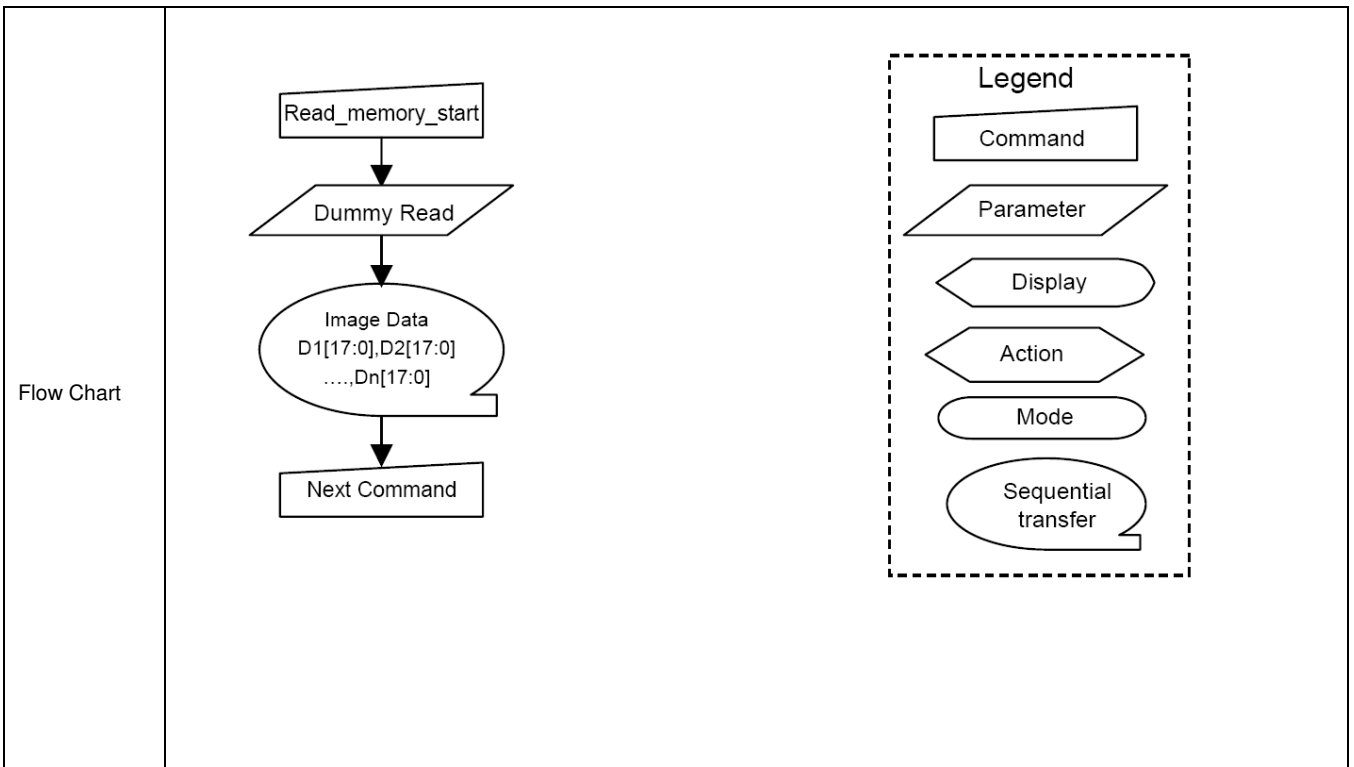 Flow Chart
Read_memory_start
Dummy Read
Image Data
D1[17:0],D2[17:0]
….,Dn[17:0]
Next Command
Legend
Command
Parameter
Display
Action
Mode
Sequential
transfer